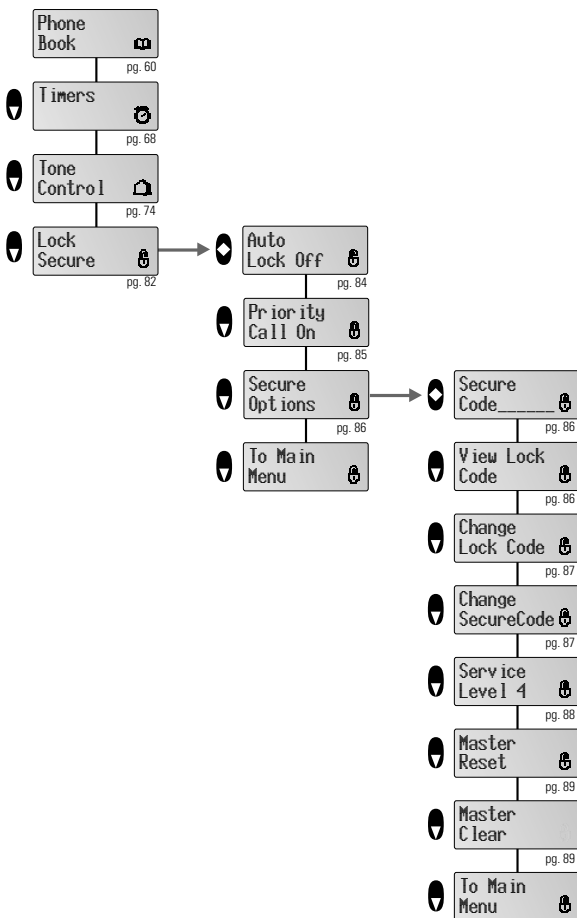 Phone
Book
pg. 60
Timers
pg. 68
Tone
Control
pg. 74
Lock
Secure
pg. 82
Auto
Lock Off
pg. 84
Priority
Call On
pg. 85
Secure
Options
pg. 86
To Main
Menu
Secure
Code______
pg. 86
View Lock
Code
pg. 86
Change
Lock Code
pg. 87
Change
SecureCode
pg. 87
Service
Level 4
pg. 88
Master
Reset
pg. 89
Master
Clear
pg. 89
To Main
Menu